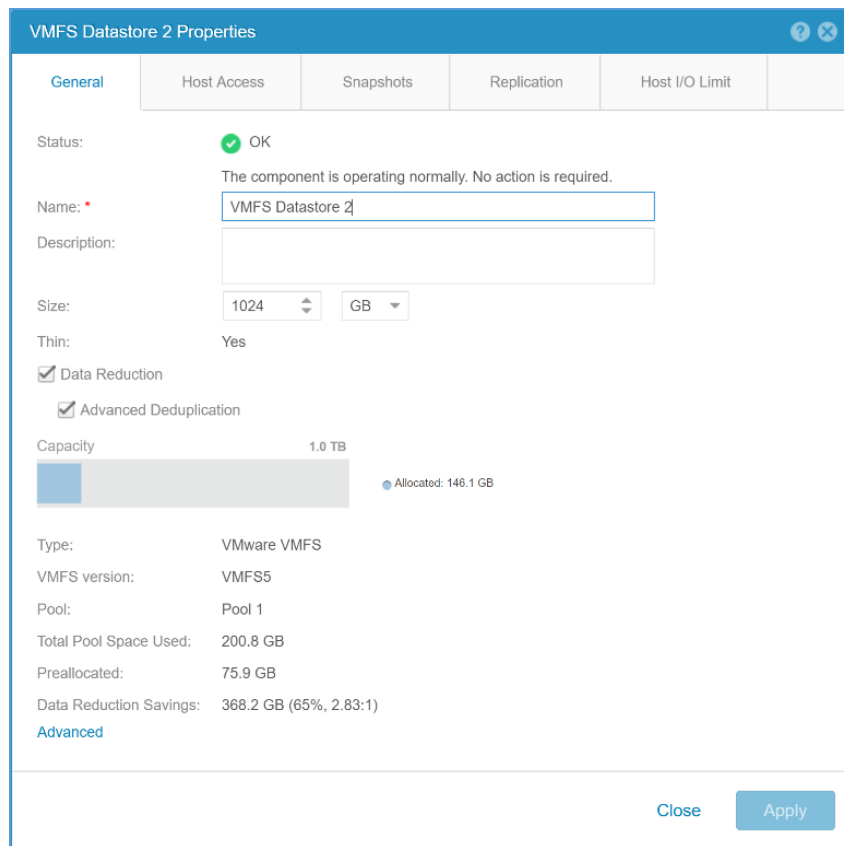 VMFS Datastore 2 Properties
General Host Access Snapshots Replication Host I/O Limit
Status: OK
The component is operating normally. No action is required.
Name: * VMFS Datastore 2
Description:
Size: 1024 GB
Thin: Yes
Data Reduction
Advanced Deduplication
Capacity 1.0 TB
Allocated: 146.1 GB
Type: VMware VMFS
VMFS version: VMFS5
Pool: Pool 1
Total Pool Space Used: 200.8 GB
Preallocated: 75.9 GB
Data Reduction Savings: 368.2 GB (65%, 2.83:1)
Advanced
Close Apply